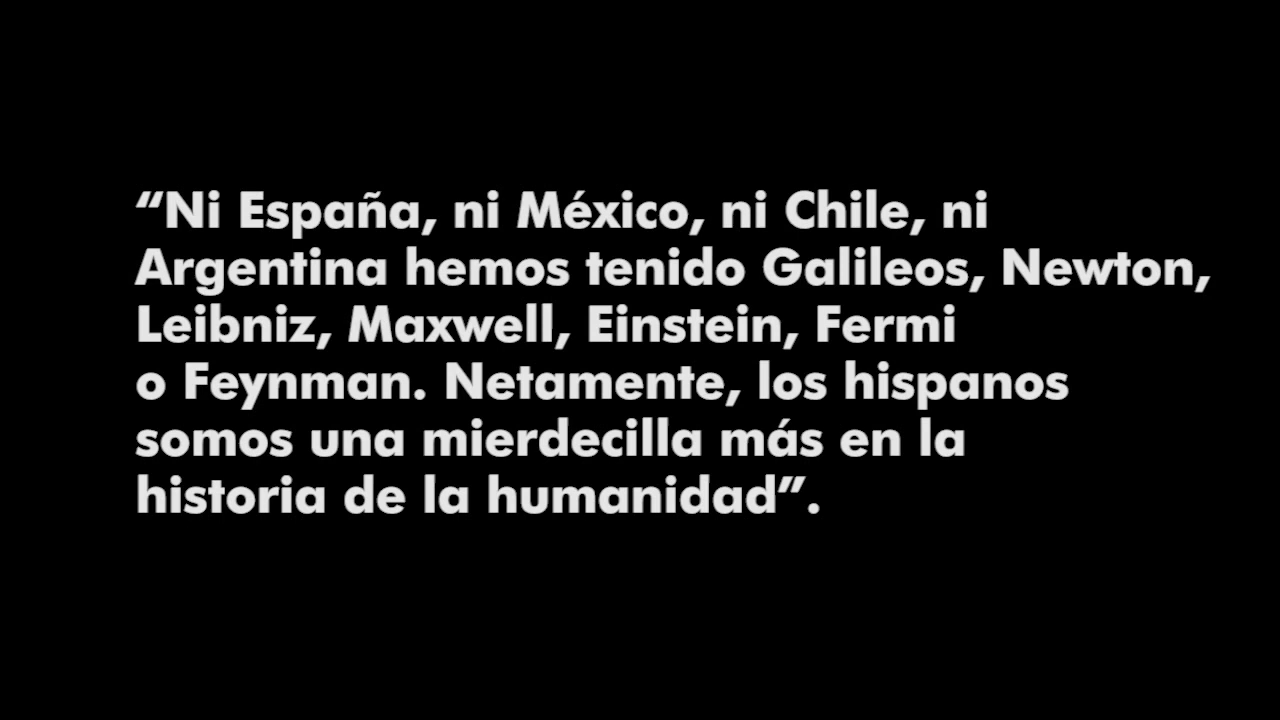 “Ni España, ni México, ni Chile, ni
Argentina hemos tenido Galileos, Newton,
Leibniz, Maxwell, Einstein, Fermi
o Feynman. Netamente, los hispanos
somos una mierdecilla más en la
historia de la humanidad”.